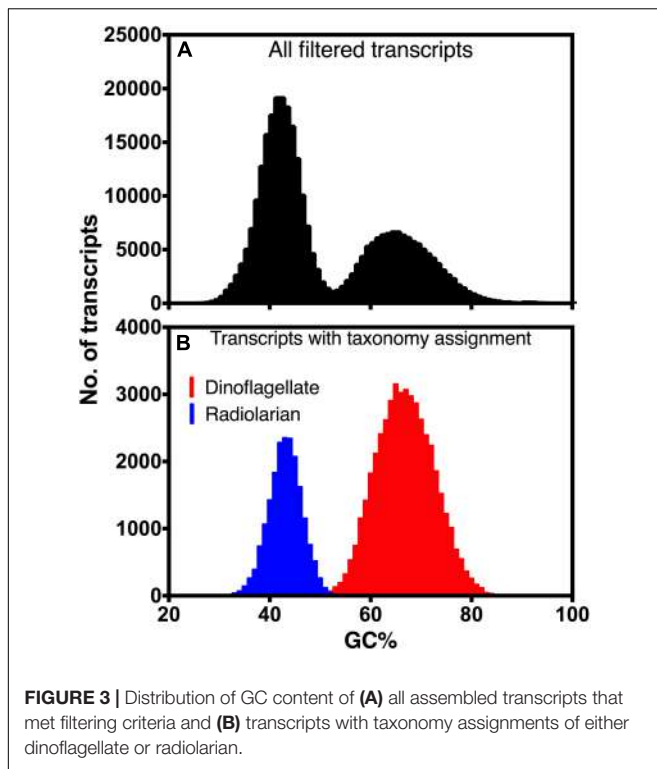 25000
A All filtered transcripts
20000
15000
10000
5000
0
No. of transcripts
4000
B Transcripts with taxonomy assignment
3000
Dinoflagellate
Radiolarian
2000
1000
0
20 40 60 80 100
GC%
FIGURE 3 | Distribution of GC content of (A) all assembled transcripts that
met filtering criteria and (B) transcripts with taxonomy assignments of either
dinoflagellate or radiolarian.